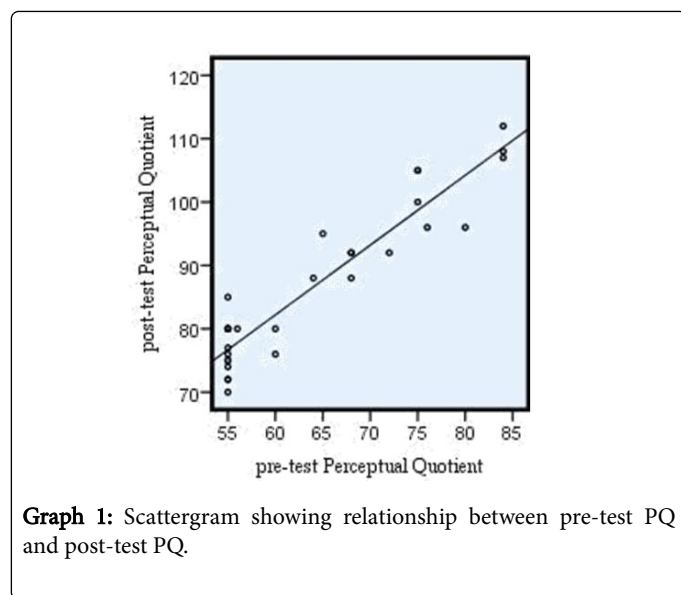 120
110
100
90
80
70
post-test Perceptual Quotient
55 60 65 70 75 80 85
pre-test Perceptual Quotient
Graph 1: Scattergram showing relationship between pre-test PQ
and post-test PQ.